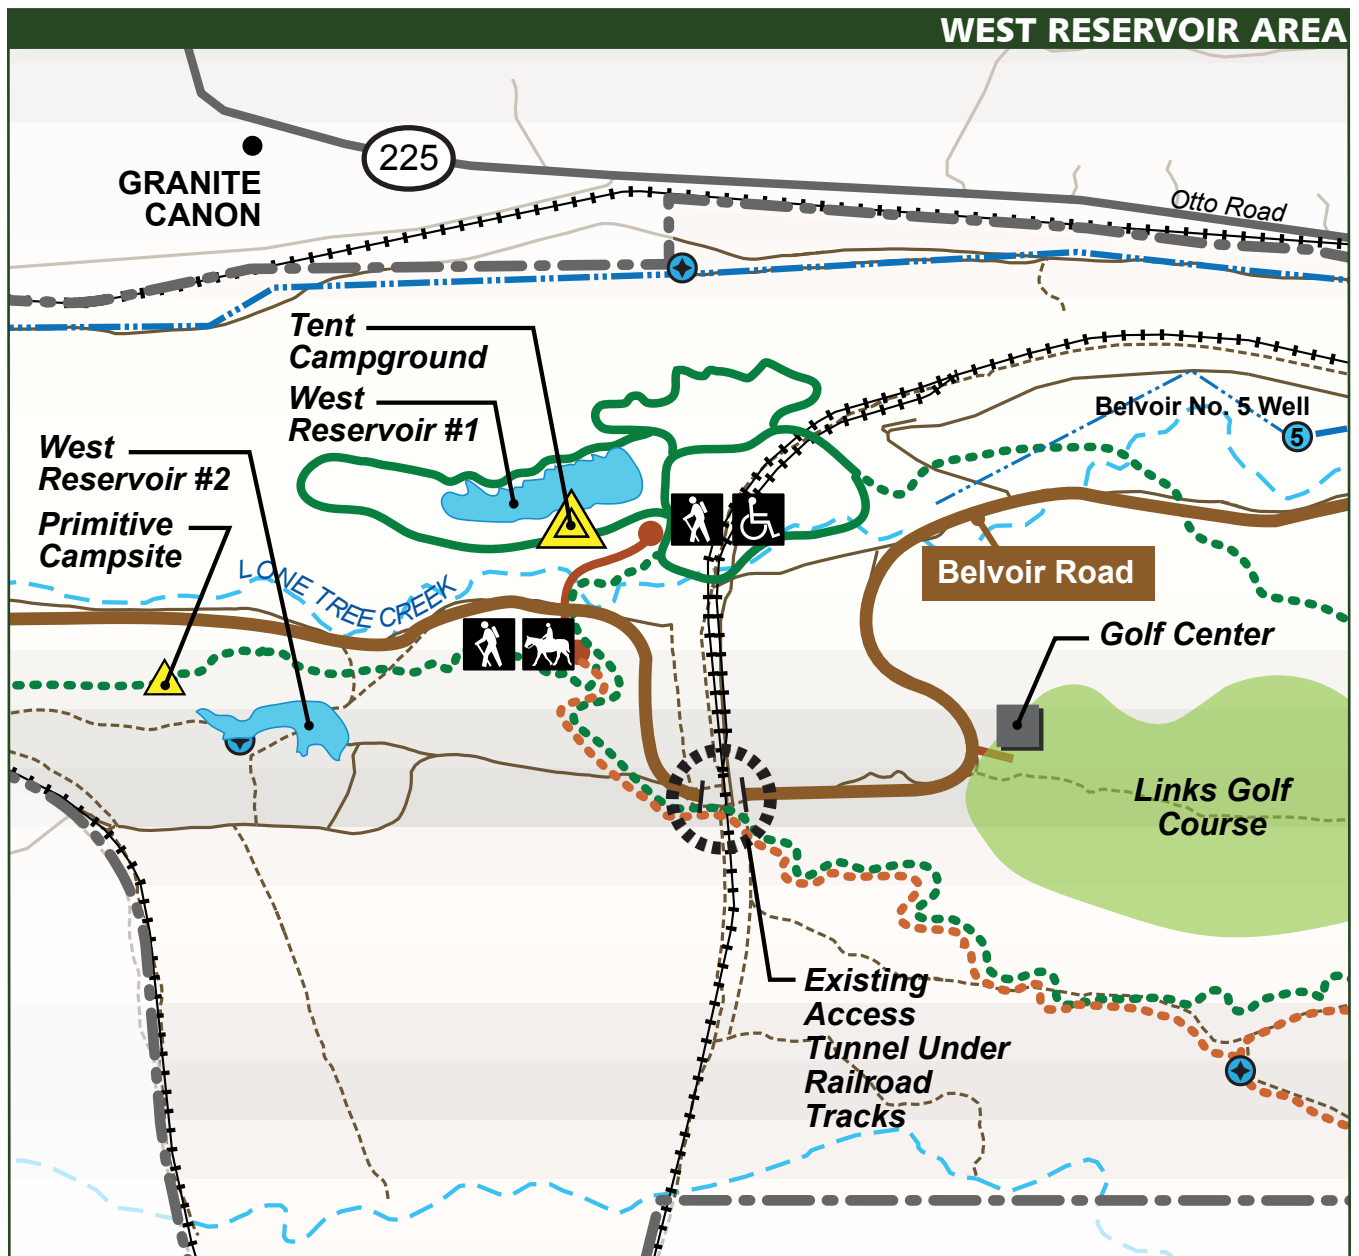 WEST RESERVOIR AREA
225
GRANITE
CANON
Otto Road
Tent
Campground
West
Reservoir #1
Belvoir No. 5 Well
5
West
Reservoir #2
Primitive
Campsite
LONE TREE CREEK
Belvoir Road
Golf Center
Links Golf
Course
Existing
Access
Tunnel Under
Railroad
Tracks